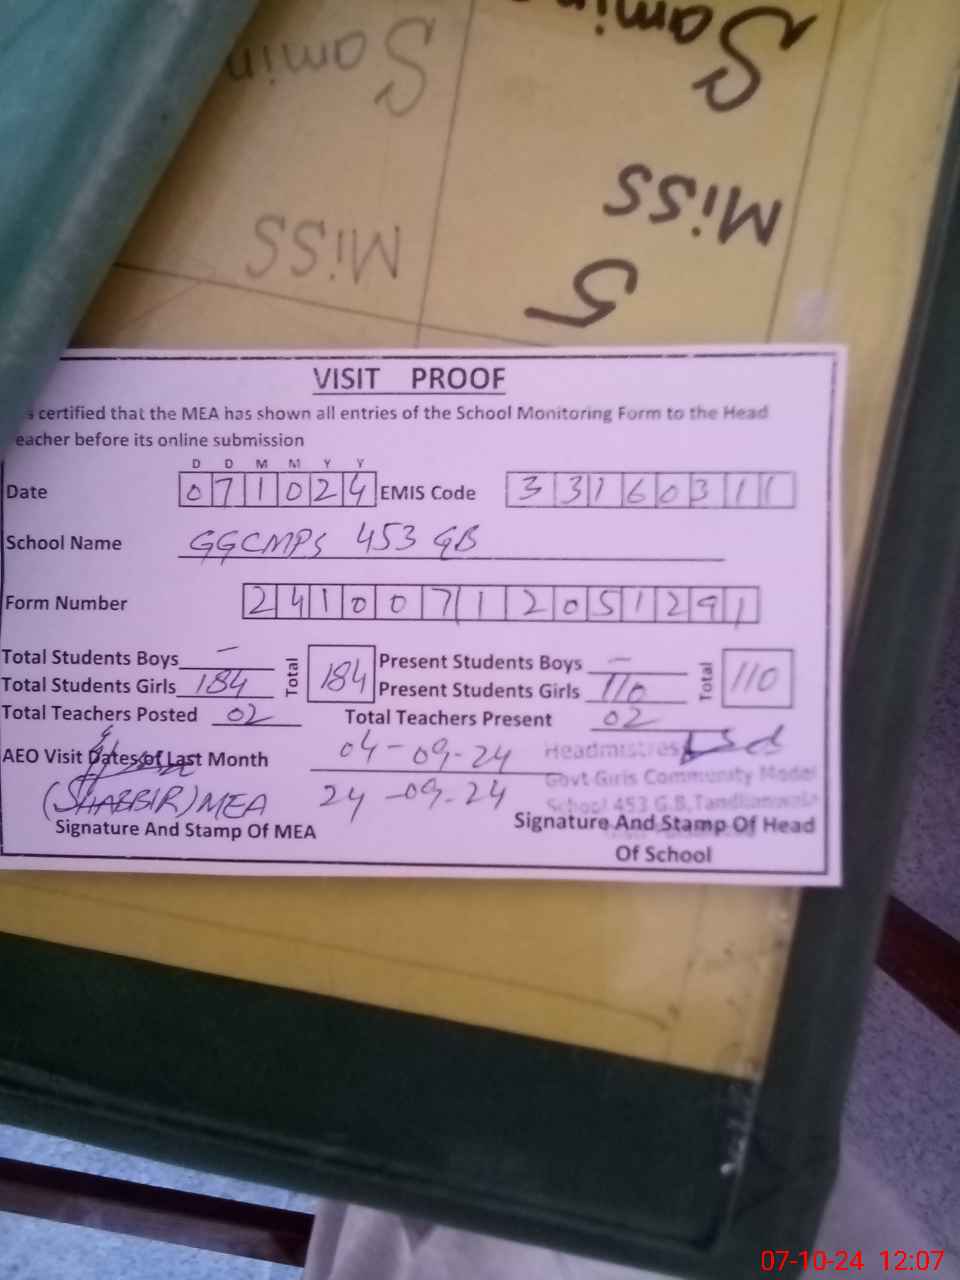 Samin
Samin
Miss
Miss
5
VISIT PROOF
s certified that the MEA has shown all entries of the School Monitoring Form to the Head
eacher before its online submission
D D M M Y Y
Date 071024 EMIS Code 33160311
School Name GGCMPS 453 GB
Form Number 24100712051291
Total Students Boys — Total 184 Present Students Boys — Total 110
Total Students Girls 184 Present Students Girls 110
Total Teachers Posted 02 Total Teachers Present 02
AEO Visit Dates of Last Month 04-09-24 Headmistress
Govt Girls Community Model
(SHABBIR) MEA 24-09-24 School 453 G.B, Tandlianwala
Signature And Stamp Of MEA Signature And Stamp Of Head
Of School
07-10-24 12:07